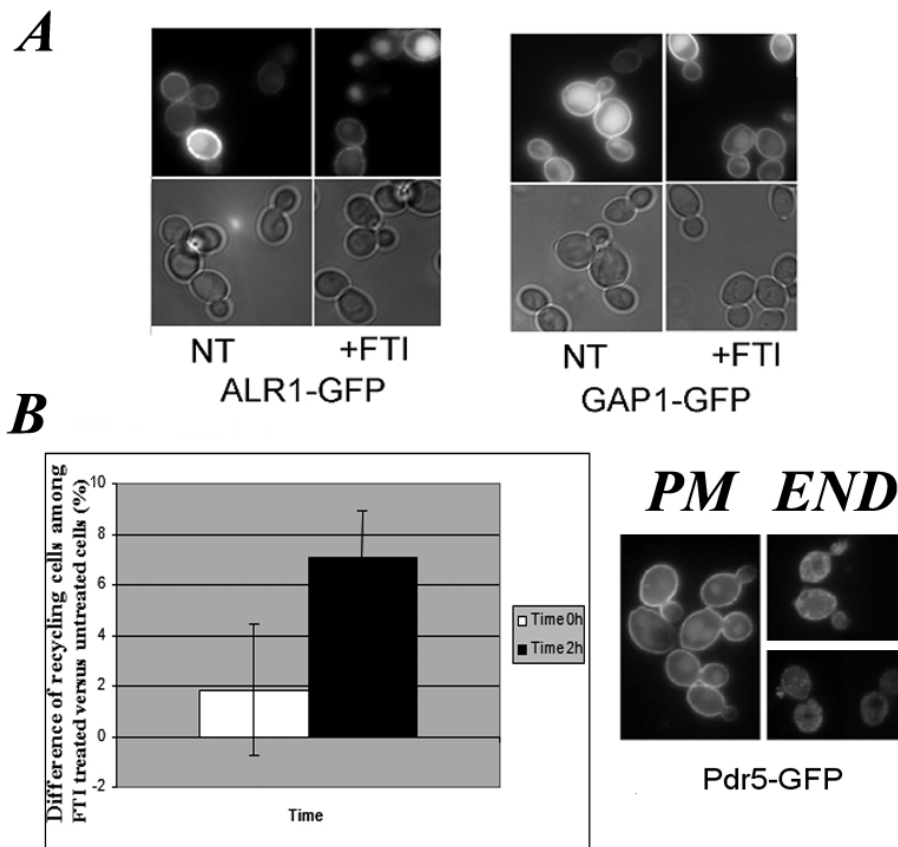 A
NT +FTI
ALR1-GFP
NT +FTI
GAP1-GFP
B
Difference of recycling cells among
FTI treated versus untreated cells (%)
10
8
6
4
2
0
-2
Time
Time 0h
Time 2h
PM END
Pdr5-GFP